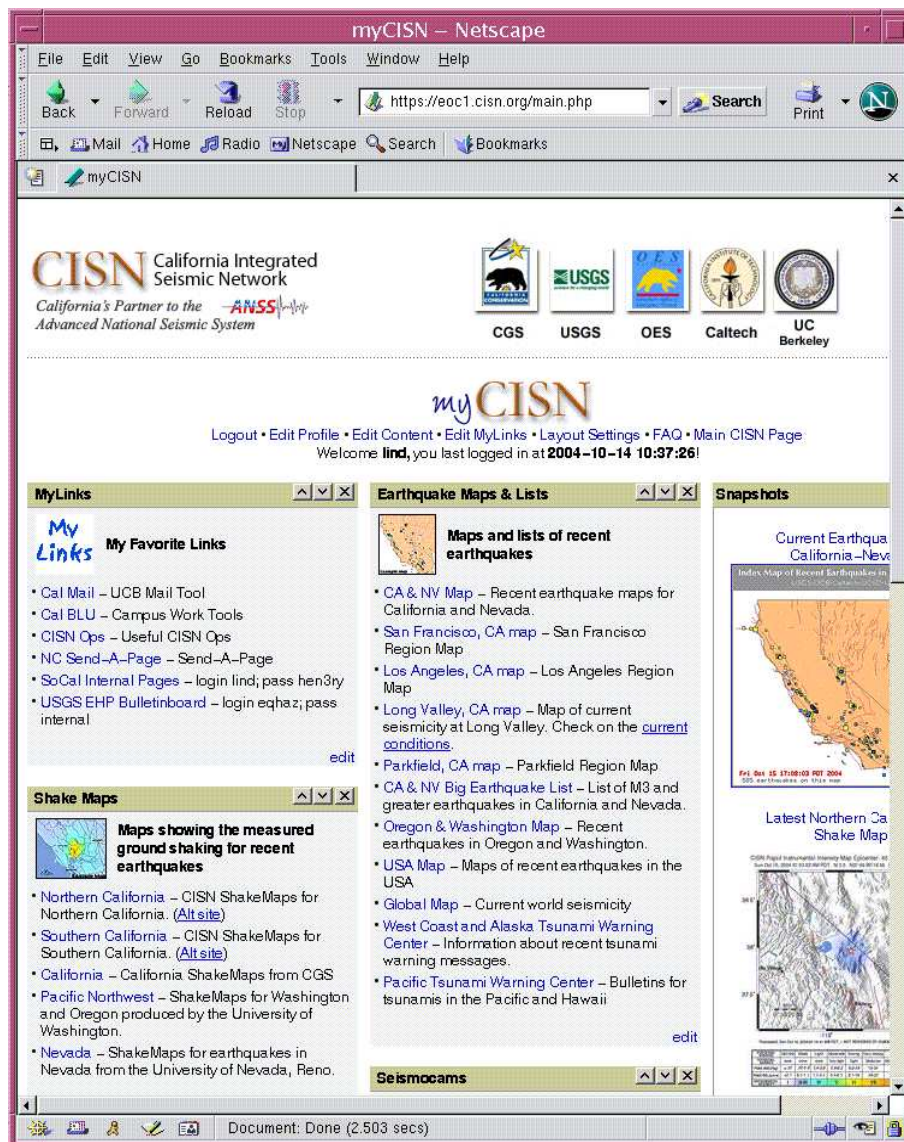 myCISN – Netscape
File Edit View Go Bookmarks Tools Window Help
Back Forward Reload Stop https://eoc1.cisn.org/main.php Search Print N
Mail Home Radio Netscape Search Bookmarks
myCISN
CISN California Integrated
Seismic Network
California's Partner to the ANSS
Advanced National Seismic System
OES
USGS
CGS USGS OES Caltech UC
Berkeley
myCISN
Logout • Edit Profile • Edit Content • Edit MyLinks • Layout Settings • FAQ • Main CISN Page
Welcome lind, you last logged in at 2004-10-14 10:37:26!
MyLinks
My
Links
My Favorite Links
• Cal Mail – UCB Mail Tool
• Cal BLU – Campus Work Tools
• CISN Ops – Useful CISN Ops
• NC Send-A-Page – Send-A-Page
• SoCal Internal Pages – login lind; pass hen3ry
• USGS EHP Bulletinboard – login eqhaz; pass
internal
edit
Shake Maps
Maps showing the measured
ground shaking for recent
earthquakes
• Northern California – CISN ShakeMaps for
Northern California. (Alt site)
• Southern California – CISN ShakeMaps for
Southern California. (Alt site)
• California – California ShakeMaps from CGS
• Pacific Northwest – ShakeMaps for Washington
and Oregon produced by the University of
Washington.
• Nevada – ShakeMaps for earthquakes in
Nevada from the University of Nevada, Reno.
Earthquake Maps & Lists
Maps and lists of recent
earthquakes
• CA & NV Map – Recent earthquake maps for
California and Nevada.
• San Francisco, CA map – San Francisco
Region Map
• Los Angeles, CA map – Los Angeles Region
Map
• Long Valley, CA map – Map of current
seismicity at Long Valley. Check on the current
conditions.
• Parkfield, CA map – Parkfield Region Map
• CA & NV Big Earthquake List – List of M3 and
greater earthquakes in California and Nevada.
• Oregon & Washington Map – Recent
earthquakes in Oregon and Washington.
• USA Map – Maps of recent earthquakes in the
USA
• Global Map – Current world seismicity
• West Coast and Alaska Tsunami Warning
Center – Information about recent tsunami
warning messages.
• Pacific Tsunami Warning Center – Bulletins for
tsunamis in the Pacific and Hawaii
edit
Seismocams
Snapshots
Current Earthqua
California–Neva
Index Map of Recent Earthquakes in
Fri Oct 15 17:08:03 PDT 2004
585 earthquakes on this map
Latest Northern Ca
Shake Map
Document: Done (2.503 secs)